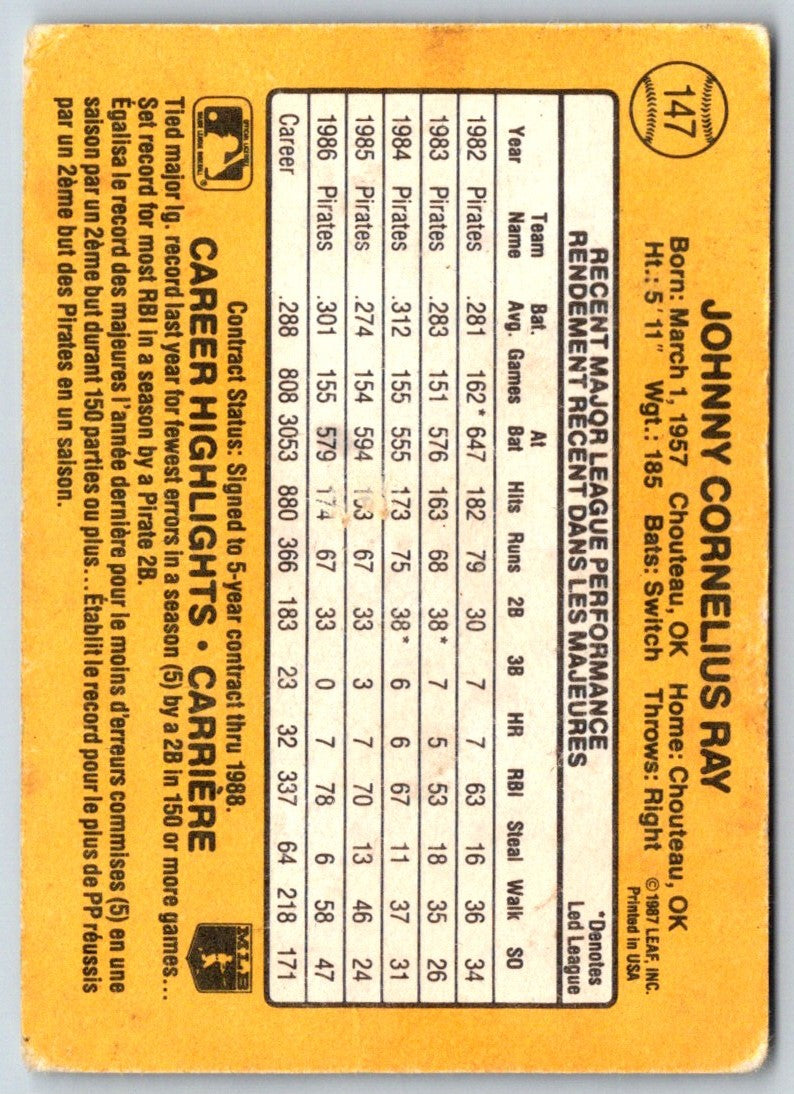 147
JOHNNY CORNELIUS RAY
Born: March 1, 1957 Chouteau, OK Home: Chouteau, OK
Ht.: 5'11" Wgt.: 185 Bats: Switch Throws: Right
©1987 LEAF, INC.
Printed in USA
RECENT MAJOR LEAGUE PERFORMANCE
RENDEMENT RÉCENT DANS LES MAJEURES
*Denotes
Led League
Year Team Name Bat. Avg. Games At Bat Hits Runs 2B 3B HR RBI Steal Walk SO
1982 Pirates .281 162* 647 182 79 30 7 7 63 16 36 34
1983 Pirates .283 151 576 163 68 38* 7 5 53 18 35 26
1984 Pirates .312 155 555 173 75 38* 6 6 67 11 37 31
1985 Pirates .274 154 594 67 33 3 7 70 13 46 24
1986 Pirates .301 155 579 174 67 33 0 7 78 6 58 47
Career .288 808 3053 880 366 183 23 32 337 64 218 171
OFFICIAL LICENSEE
MAJOR LEAGUE BASEBALL
®
Contract Status: Signed to 5-year contract thru 1988.
CAREER HIGHLIGHTS • CARRIÈRE
MLB
Tied major lg. record last year for fewest errors in a season (5) by a 2B in 150 or more games...
Set record for most RBI in a season by a Pirate 2B.
Égalisa le record des majeures l'année dernière pour le moins d'erreurs commises (5) en une
saison par un 2ème but durant 150 parties ou plus...Établit le record pour le plus de PP réussis
par un 2ème but des Pirates en un saison.